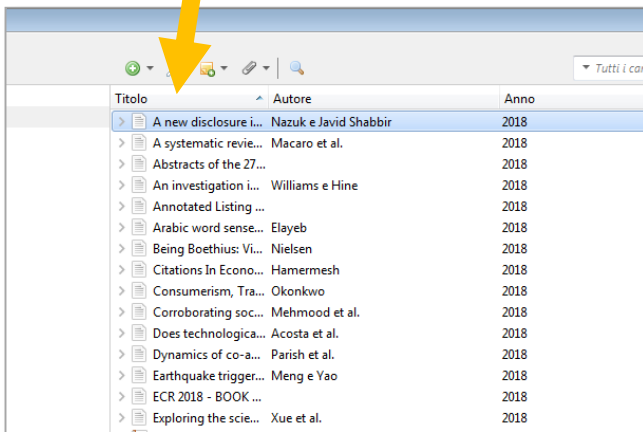 Tutti i ca
Titolo Autore Anno
A new disclosure i... Nazuk e Javid Shabbir 2018
A systematic revie... Macaro et al. 2018
Abstracts of the 27... 2018
An investigation i... Williams e Hine 2018
Annotated Listing ... 2018
Arabic word sense... Elayeb 2018
Being Boethius: Vi... Nielsen 2018
Citations In Econo... Hamermesh 2018
Consumerism, Tra... Okonkwo 2018
Corroborating soc... Mehmood et al. 2018
Does technologica... Acosta et al. 2018
Dynamics of co-a... Parish et al. 2018
Earthquake trigger... Meng e Yao 2018
ECR 2018 - BOOK ... 2018
Exploring the scie... Xue et al. 2018